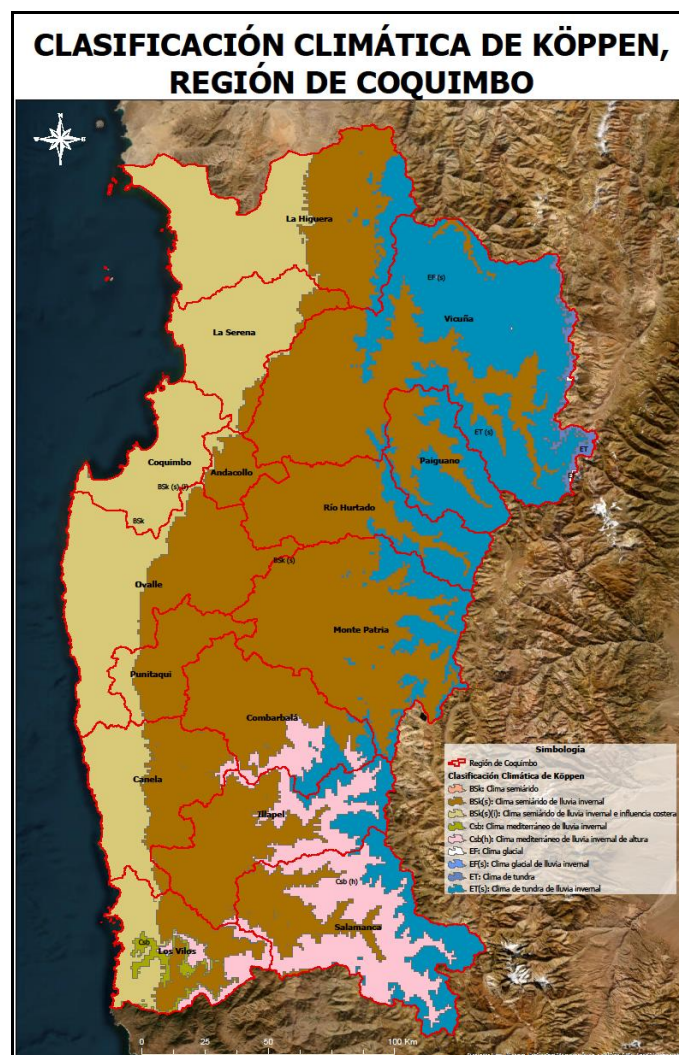 CLASIFICACIÓN CLIMÁTICA DE KÖPPEN,
REGIÓN DE COQUIMBO
La Higuera
EF (s)
Vicuña
La Serena
ET (s)
ET
Paiguano
Coquimbo
Andacollo
EF
BSk (s) (i)
Río Hurtado
BSk
BSk (s)
Ovalle
Monte Patria
Punitaqui
Combarbalá
Canela
Illapel
Csb (h)
Salamanca
Csb
Los Vilos
Simbología
Región de Coquimbo
Clasificación Climática de Köppen
BSk: Clima semiárido
BSk(s): Clima semiárido de lluvia invernal
BSk(s)(i): Clima semiárido de lluvia invernal e influencia costera
Csb: Clima mediterráneo de lluvia invernal
Csb(h): Clima mediterráneo de lluvia invernal de altura
EF: Clima glacial
EF(s): Clima glacial de lluvia invernal
ET: Clima de tundra
ET(s): Clima de tundra de lluvia invernal
0 25 50 100 Km